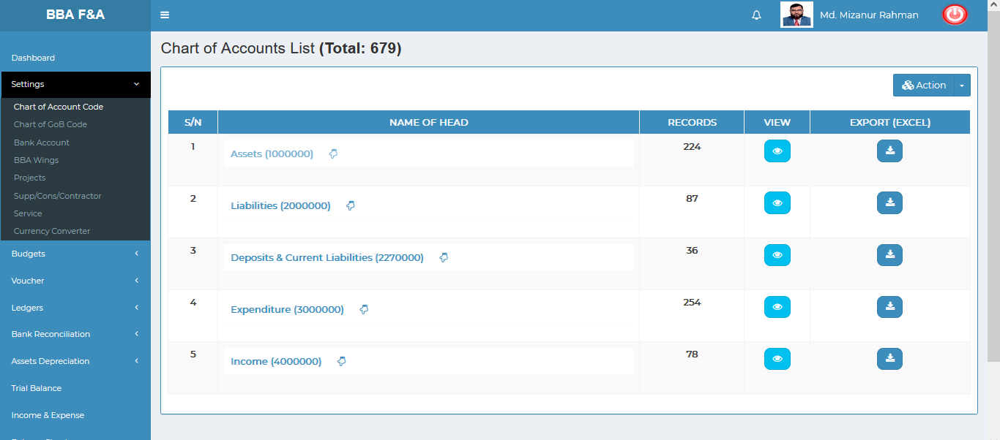 BBA F&A
Md. Mizanur Rahman
Dashboard
Settings
Chart of Account Code
Chart of GoB Code
Bank Account
BBA Wings
Projects
Supp/Cons/Contractor
Service
Currency Converter
Budgets
Voucher
Ledgers
Bank Reconciliation
Assets Depreciation
Trial Balance
Income & Expense
Chart of Accounts List (Total: 679)
Action
S/N NAME OF HEAD RECORDS VIEW EXPORT (EXCEL)
1 Assets (1000000) 224
2 Liabilities (2000000) 87
3 Deposits & Current Liabilities (2270000) 36
4 Expenditure (3000000) 254
5 Income (4000000) 78